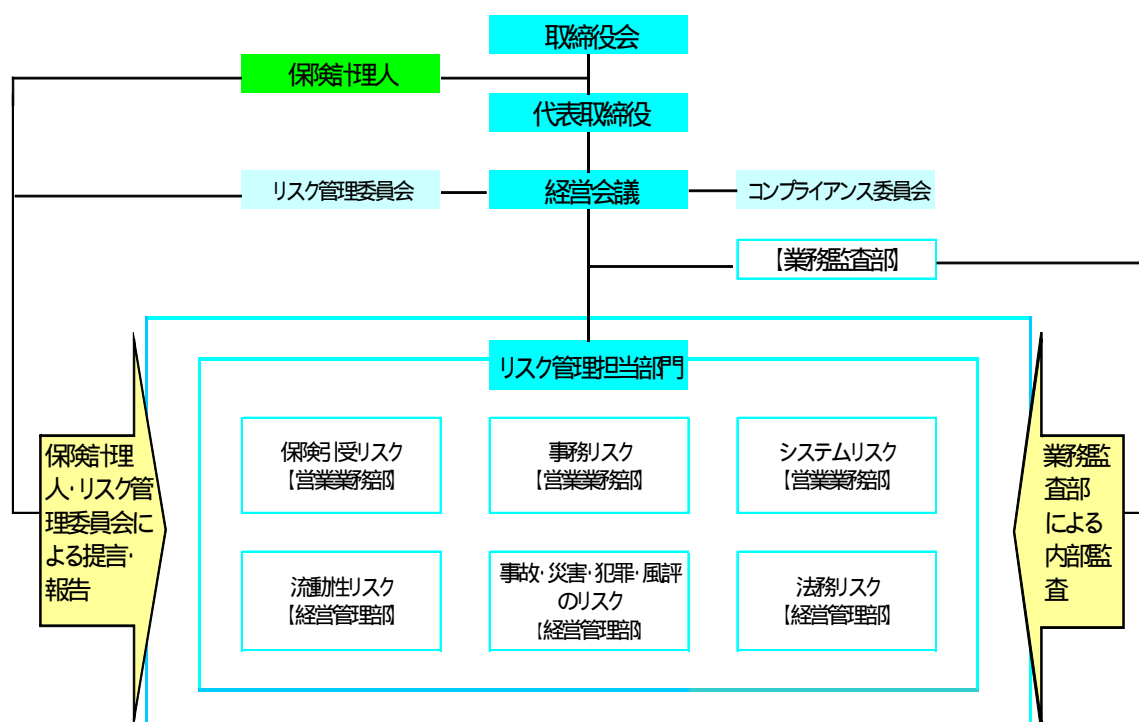 取締役会
保険計理人
代表取締役
リスク管理委員会
経営会議
コンプライアンス委員会
【業務監査部】
リスク管理担当部門
保険引受リスク
【営業業務部】
事務リスク
【営業業務部】
システムリスク
【営業業務部】
流動性リスク
【経営管理部】
事故・災害・犯罪・風評
のリスク
【経営管理部】
法務リスク
【経営管理部】
保険計理
人・リスク管
理委員会に
よる提言・
報告
業務監
査部
による
内部監
査